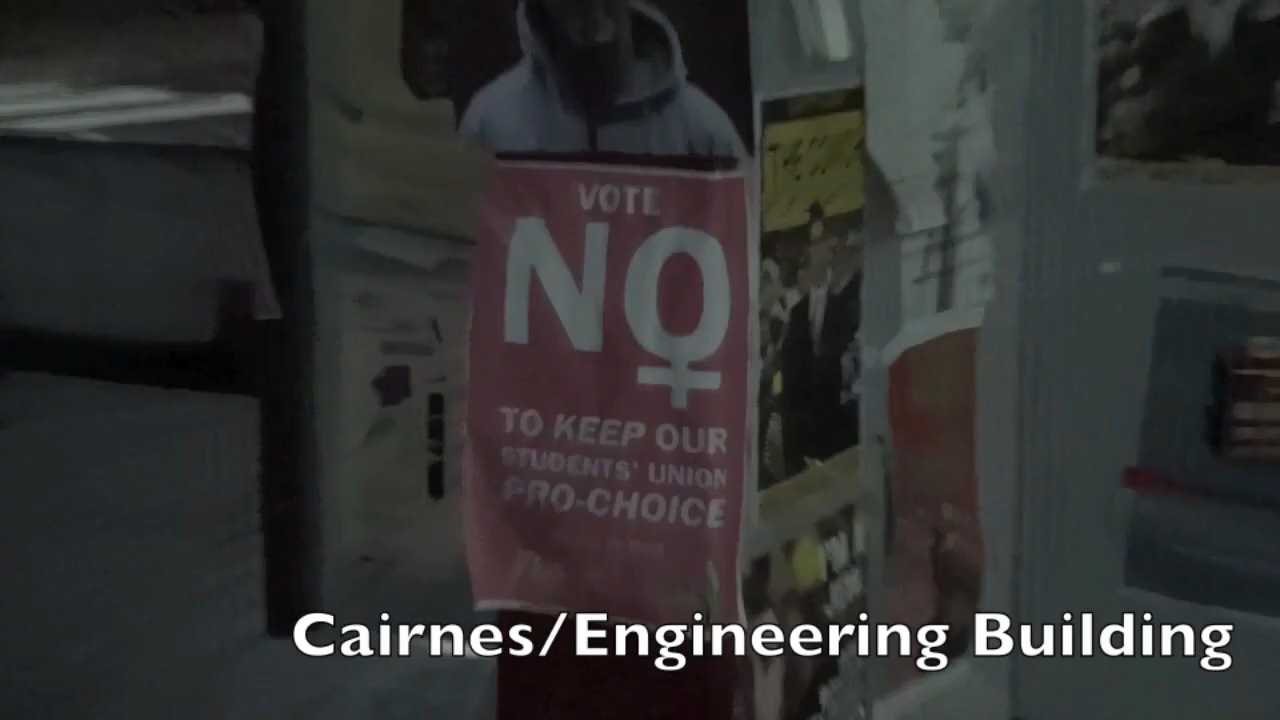 VOTE
NO
TO KEEP OUR
STUDENTS' UNION
PRO-CHOICE
Cairnes/Engineering Building